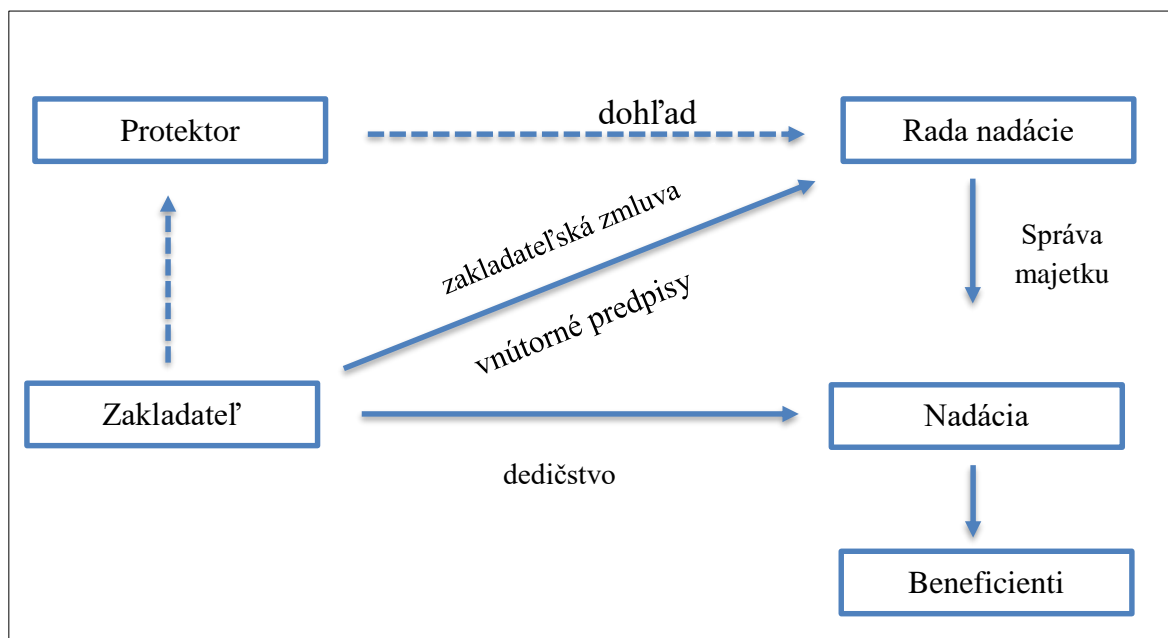 Protektor
dohľad
Rada nadácie
zakladateľská zmluva
Správa
majetku
vnútorné predpisy
Zakladateľ
Nadácia
dedičstvo
Beneficienti